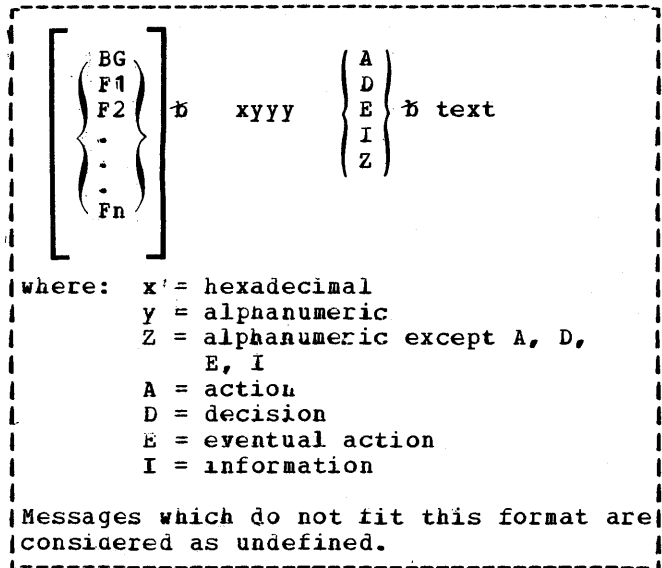 BG
F1
F2 ƀ xyyy
.
.
.
Fn
A
D
E ƀ text
I
Z
where: x = hexadecimal
y = alphanumeric
Z = alphanumeric except A, D,
E, I
A = action
D = decision
E = eventual action
I = information
Messages which do not fit this format are
considered as undefined.